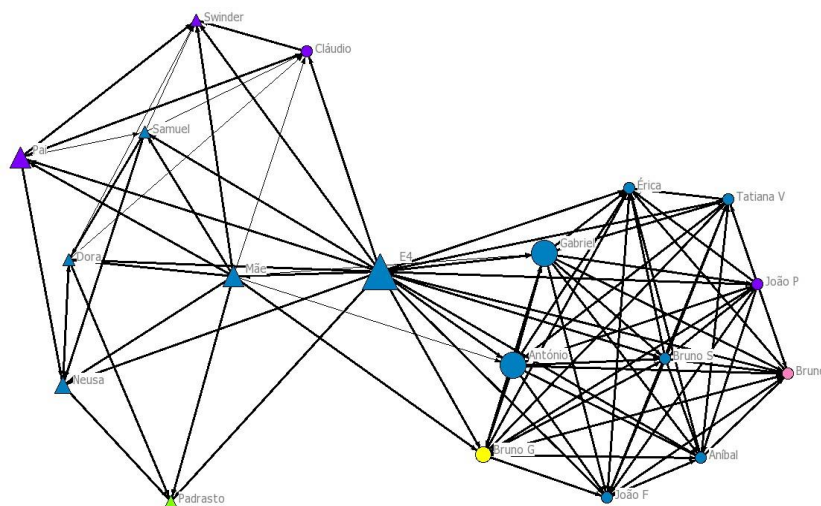 Swinder
Cláudio
Samuel
Pai
Érica
Tatiana V
Gabriel
E4
Dora
Mãe
João P
António
Bruno S
Bruno
Neusa
Bruno G
Aníbal
João F
Padrasto